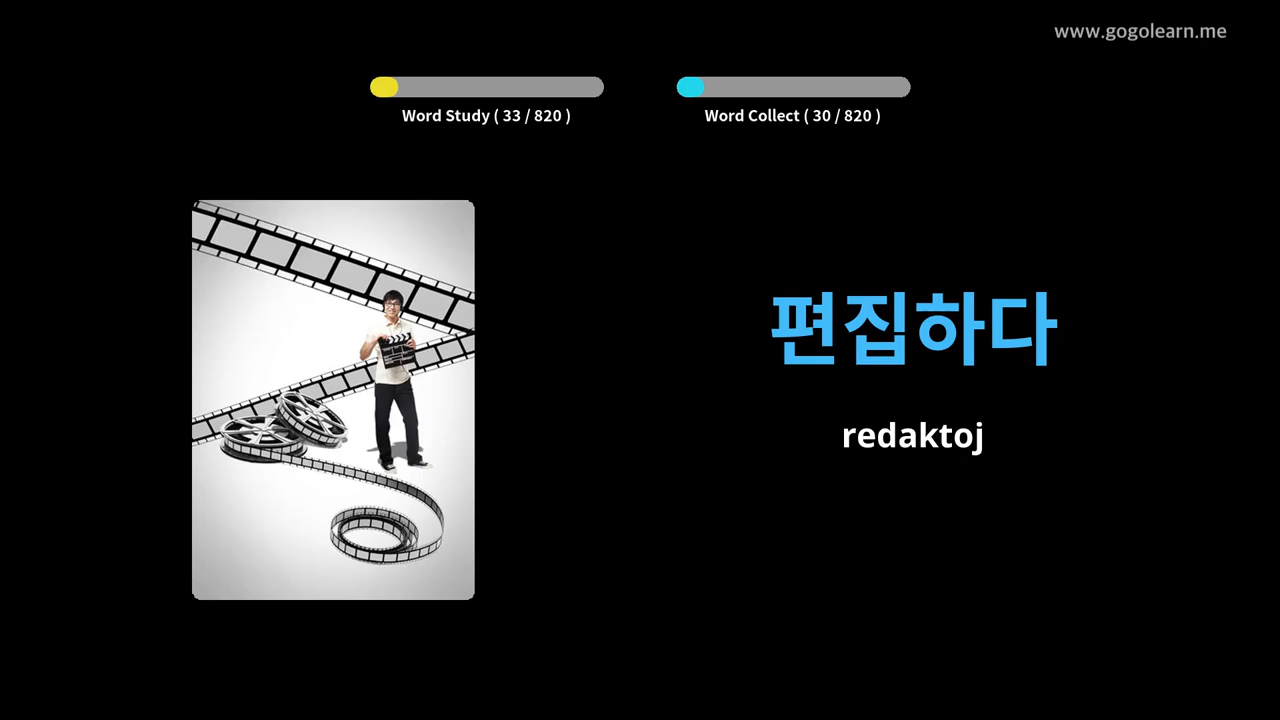 www.gogolearn.me
Word Study ( 33 / 820 )
Word Collect ( 30 / 820 )
편집하다
redaktoj